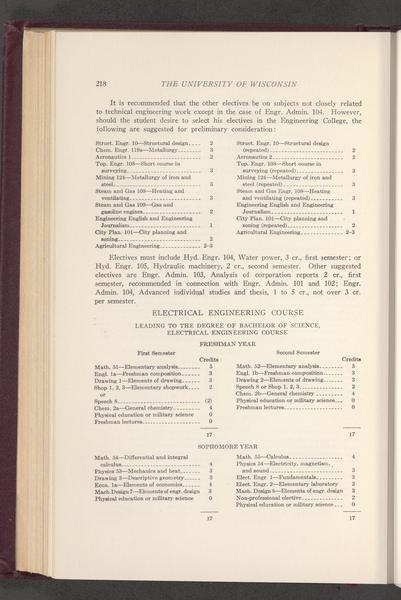 218 THE UNIVERSITY OF WISCONSIN
It is recommended that the other electives be on subjects not closely related
to technical engineering work except in the case of Engr. Admin. 104. However,
should the student desire to select his electives in the Engineering College, the
following are suggested for preliminary consideration:
Struct. Engr. 10—Structural design 2
Chem. Engr. 119a—Metallurgy 3
Aeronautics 1 2
Top. Engr. 108—Short course in
surveying 3
Mining 124—Metallurgy of iron and
steel 3
Steam and Gas 108—Heating and
ventilating 3
Steam and Gas 109—Gas and
gasoline engines 2
Engineering English and Engineering
Journalism 1
City Plan. 101—City planning and
zoning 2
Agricultural Engineering 2-3
Struct. Engr. 10—Structural design
(repeated) 2
Aeronautics 2 2
Top. Engr. 108—Short course in
surveying (repeated) 3
Mining 124—Metallurgy of iron and
steel (repeated) 3
Steam and Gas Engr. 108—Heating
and ventilating (repeated) 3
Engineering English and Engineering
Journalism 1
City Plan. 101—City planning and
zoning (repeated) 2
Agricultural Engineering 2-3
Electives must include Hyd. Engr. 104, Water power, 3 cr., first semester; or
Hyd. Engr. 105, Hydraulic machinery, 2 cr., second semester. Other suggested
electives are Engr. Admin. 103, Analysis of corporation reports 2 cr., first
semester, recommended in connection with Engr. Admin. 101 and 102; Engr.
Admin. 104, Advanced individual studies and thesis, 1 to 5 cr., not over 3 cr.
per semester.
ELECTRICAL ENGINEERING COURSE
LEADING TO THE DEGREE OF BACHELOR OF SCIENCE,
ELECTRICAL ENGINEERING COURSE
FRESHMAN YEAR
First Semester
Credits
Math. 51—Elementary analysis 5
Engl. 1a—Freshman composition 3
Drawing 1—Elements of drawing 3
Shop 1, 2, 3—Elementary shopwork 2
or
Speech 8 (2)
Chem. 2a—General chemistry 4
Physical education or military science 0
Freshman lectures 0
17
Second Semester
Credits
Math. 52—Elementary analysis 5
Engl. 1b—Freshman composition 3
Drawing 2—Elements of drawing 3
Speech 8 or Shop 1, 2, 3 2
Chem. 2b—General chemistry 4
Physical education or military science 0
Freshman lectures 0
17
SOPHOMORE YEAR
Math. 54—Differential and integral
calculus 4
Physics 53—Mechanics and heat 3
Drawing 3—Descriptive geometry 3
Econ. 1a—Elements of economics 4
Mach. Design 7—Elements of engr. design 3
Physical education or military science 0
17
Math. 55—Calculus 4
Physics 54—Electricity, magnetism,
and sound 3
Elect. Engr. 1—Fundamentals 3
Elect. Engr. 2—Elementary laboratory 2
Mach. Design 8—Elements of engr. design 3
Non-professional elective 2
Physical education or military science 0
17